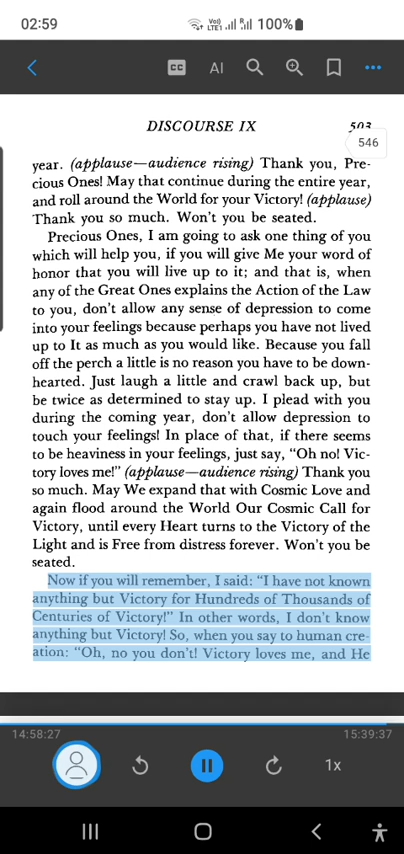 02:59
Vo))
LTE1
R
100%
CC
AI
DISCOURSE IX
503
546
year. (applause—audience rising) Thank you, Pre-
cious Ones! May that continue during the entire year,
and roll around the World for your Victory! (applause)
Thank you so much. Won't you be seated.
Precious Ones, I am going to ask one thing of you
which will help you, if you will give Me your word of
honor that you will live up to it; and that is, when
any of the Great Ones explains the Action of the Law
to you, don't allow any sense of depression to come
into your feelings because perhaps you have not lived
up to It as much as you would like. Because you fall
off the perch a little is no reason you have to be down-
hearted. Just laugh a little and crawl back up, but
be twice as determined to stay up. I plead with you
during the coming year, don't allow depression to
touch your feelings! In place of that, if there seems
to be heaviness in your feelings, just say, "Oh no! Vic-
tory loves me!" (applause—audience rising) Thank you
so much. May We expand that with Cosmic Love and
again flood around the World Our Cosmic Call for
Victory, until every Heart turns to the Victory of the
Light and is Free from distress forever. Won't you be
seated.
Now if you will remember, I said: "I have not known
anything but Victory for Hundreds of Thousands of
Centuries of Victory!" In other words, I don't know
anything but Victory! So, when you say to human cre-
ation: "Oh, no you don't! Victory loves me, and He
14:58:27
15:39:37
1x